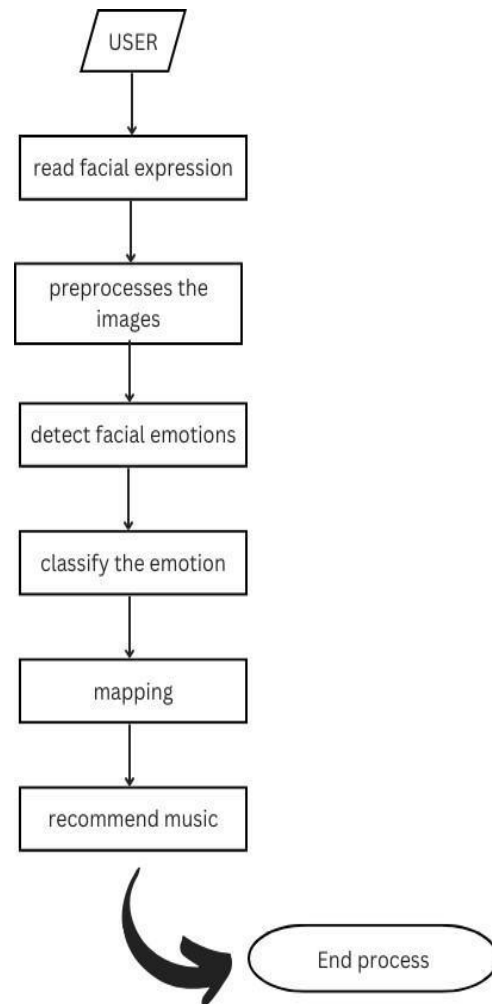 USER
read facial expression
preprocesses the
images
detect facial emotions
classify the emotion
mapping
recommend music
End process